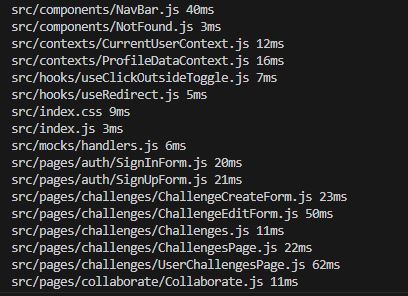 src/components/NavBar.js 40ms
src/components/NotFound.js 3ms
src/contexts/CurrentUserContext.js 12ms
src/contexts/ProfileDataContext.js 16ms
src/hooks/useClickOutsideToggle.js 7ms
src/hooks/useRedirect.js 5ms
src/index.css 9ms
src/index.js 3ms
src/mocks/handlers.js 6ms
src/pages/auth/SignInForm.js 20ms
src/pages/auth/SignUpForm.js 21ms
src/pages/challenges/ChallengeCreateForm.js 23ms
src/pages/challenges/ChallengeEditForm.js 50ms
src/pages/challenges/Challenges.js 11ms
src/pages/challenges/ChallengesPage.js 22ms
src/pages/challenges/UserChallengesPage.js 62ms
src/pages/collaborate/Collaborate.js 11ms